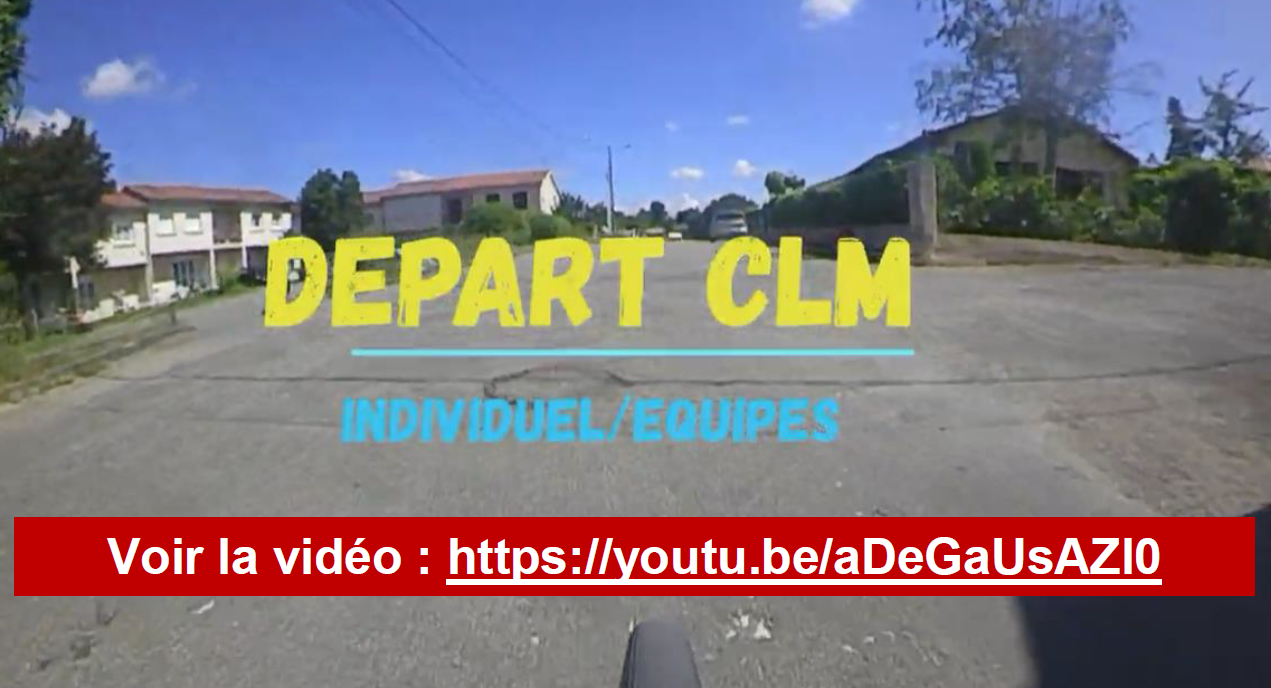 DEPART CLM
INDIVIDUEL/EQUIPES
Voir la vidéo : https://youtu.be/aDeGaUsAZI0